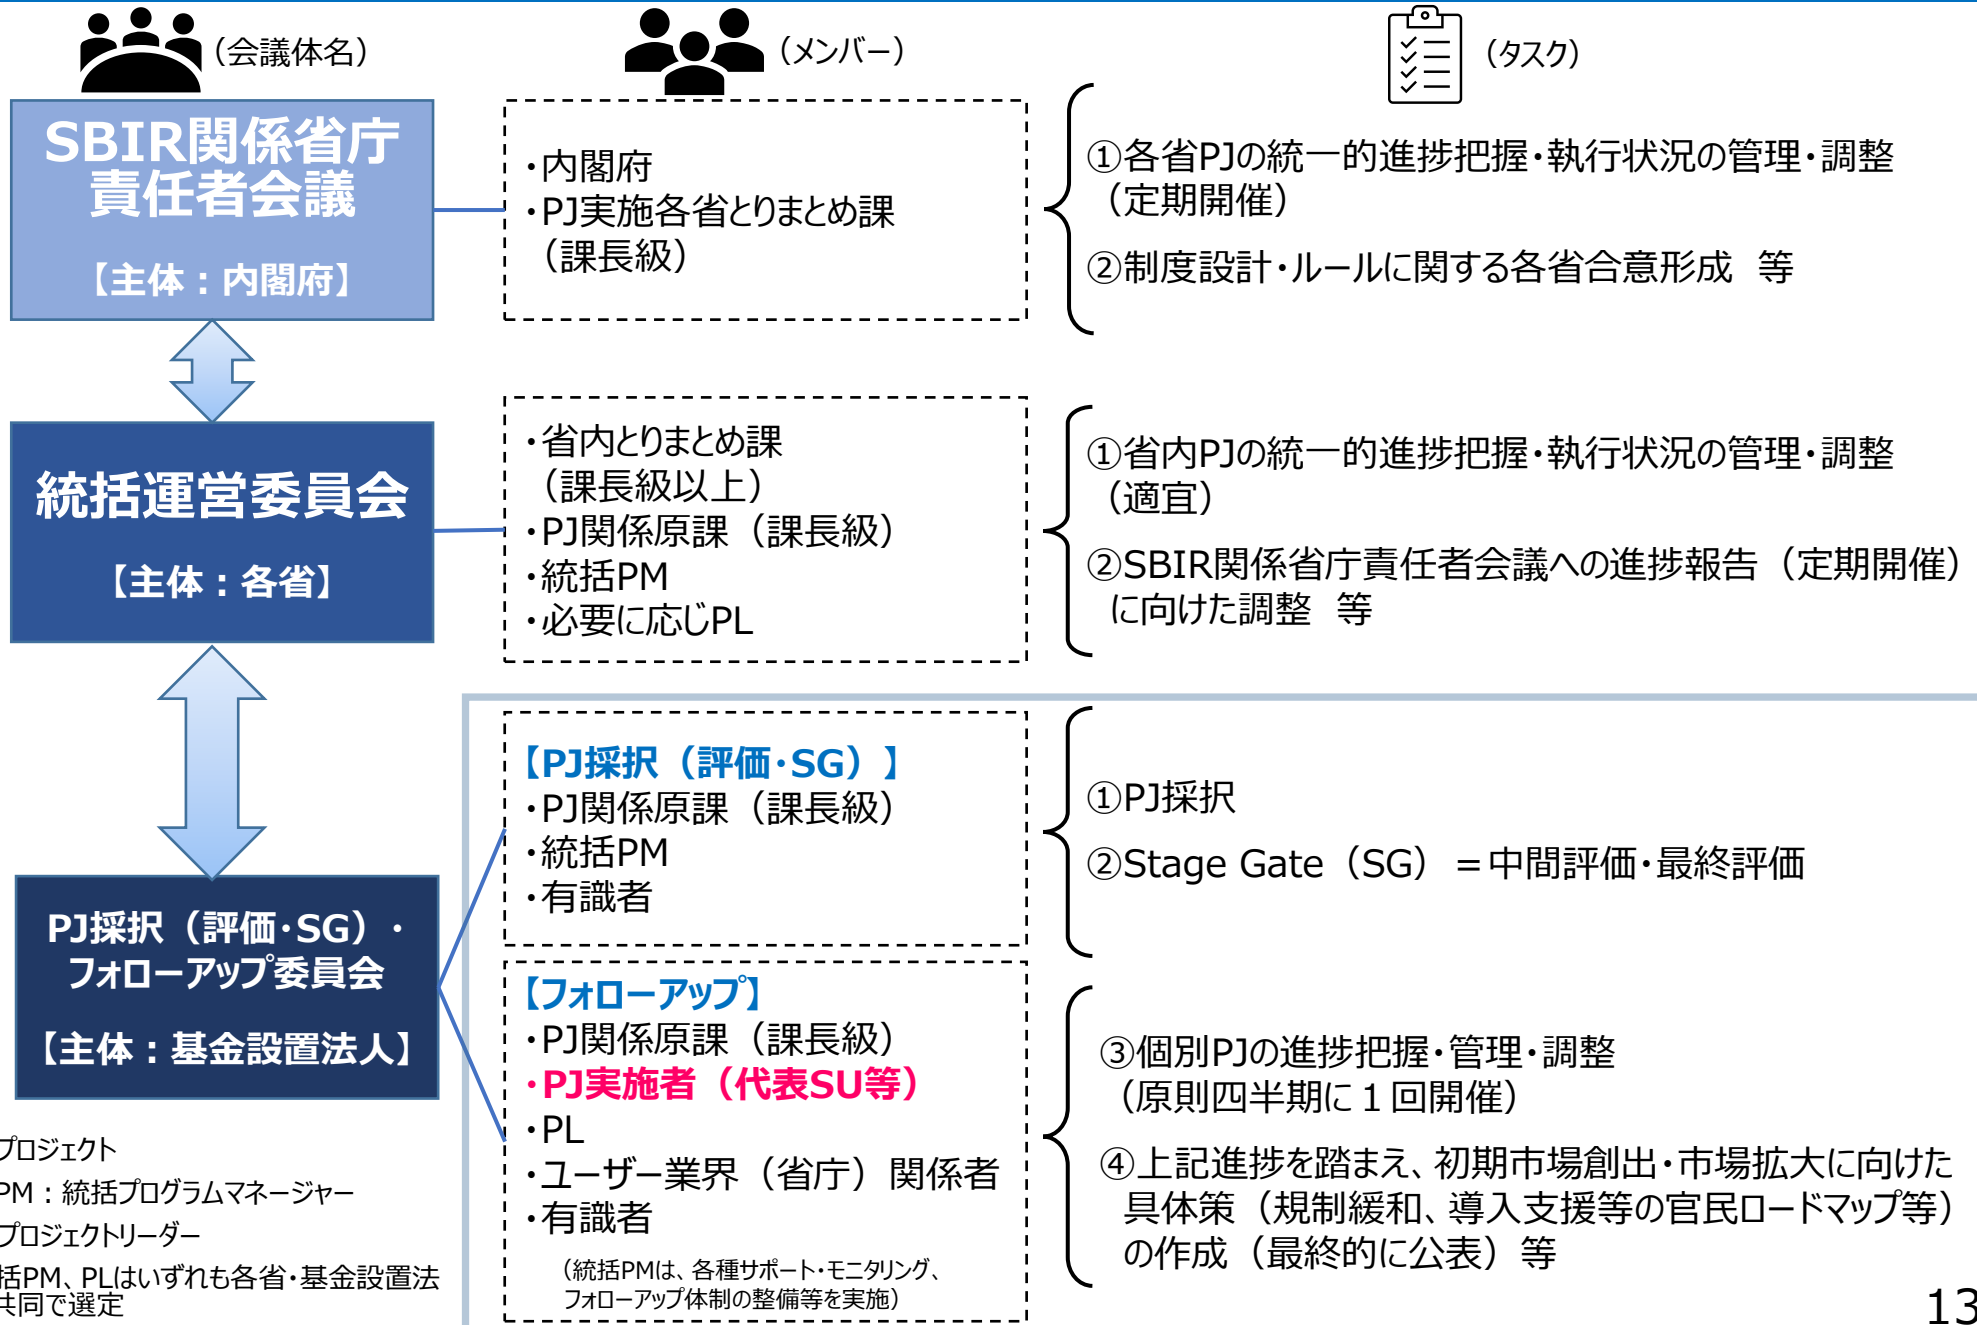 （会議体名）
（メンバー）
（タスク）
SBIR関係省庁
責任者会議
【主体：内閣府】
・内閣府
・PJ実施各省とりまとめ課
（課長級）
①各省PJの統一的進捗把握・執行状況の管理・調整
（定期開催）
②制度設計・ルールに関する各省合意形成　等
統括運営委員会
【主体：各省】
・省内とりまとめ課
（課長級以上）
・PJ関係原課（課長級）
・統括PM
・必要に応じPL
①省内PJの統一的進捗把握・執行状況の管理・調整
（適宜）
②SBIR関係省庁責任者会議への進捗報告（定期開催）
に向けた調整　等
PJ採択（評価・SG）・
フォローアップ委員会
【主体：基金設置法人】
【PJ採択（評価・SG）】
・PJ関係原課（課長級）
・統括PM
・有識者
①PJ採択
②Stage Gate（SG）＝中間評価・最終評価
【フォローアップ】
・PJ関係原課（課長級）
・PJ実施者（代表SU等）
・PL
・ユーザー業界（省庁）関係者
・有識者
（統括PMは、各種サポート・モニタリング、
フォローアップ体制の整備等を実施）
③個別PJの進捗把握・管理・調整
（原則四半期に１回開催）
④上記進捗を踏まえ、初期市場創出・市場拡大に向けた
具体策（規制緩和、導入支援等の官民ロードマップ等）
の作成（最終的に公表）等
プロジェクト
PM：統括プログラムマネージャー
プロジェクトリーダー
括PM、PLはいずれも各省・基金設置法
共同で選定
13